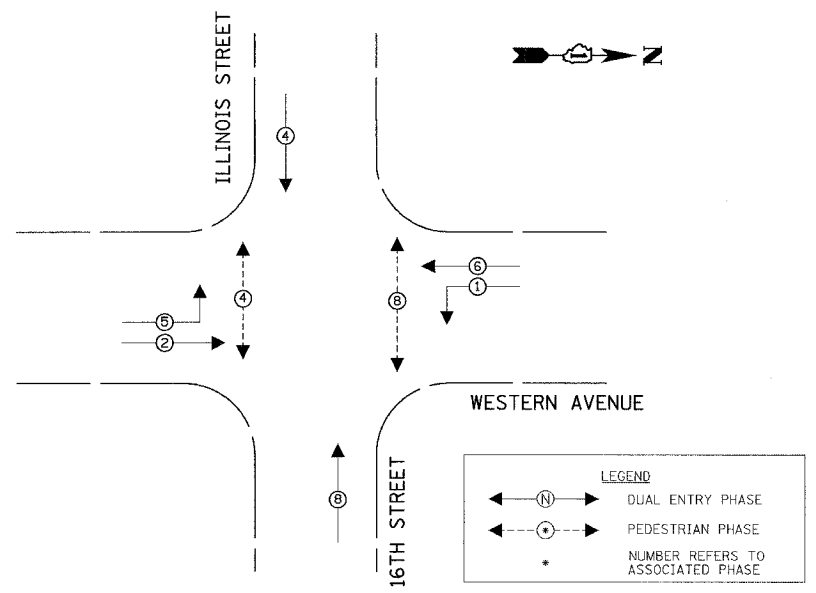 ILLINOIS STREET
N
4
6
1
4
8
5
2
WESTERN AVENUE
8
16TH STREET
LEGEND
N DUAL ENTRY PHASE
* PEDESTRIAN PHASE
* NUMBER REFERS TO
ASSOCIATED PHASE